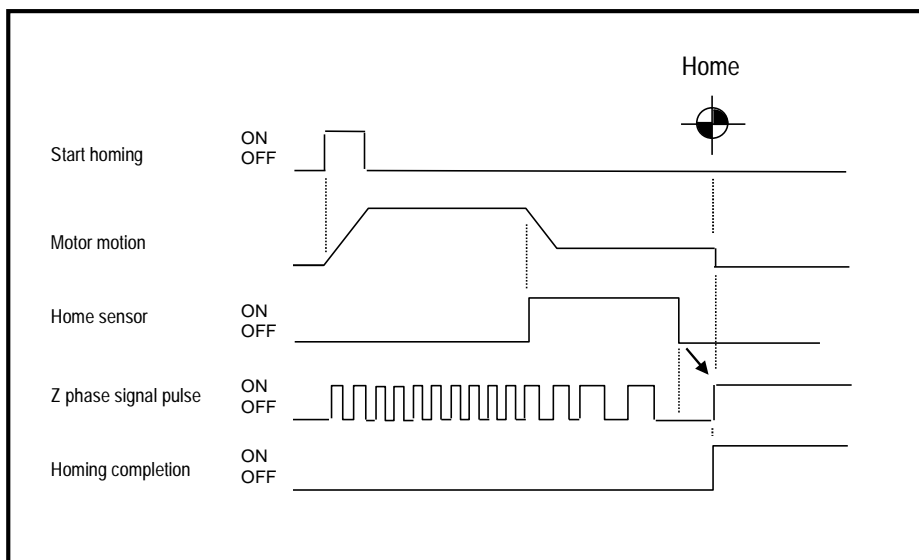 Home
Start homing
ON
OFF
Motor motion
Home sensor
ON
OFF
Z phase signal pulse
ON
OFF
Homing completion
ON
OFF